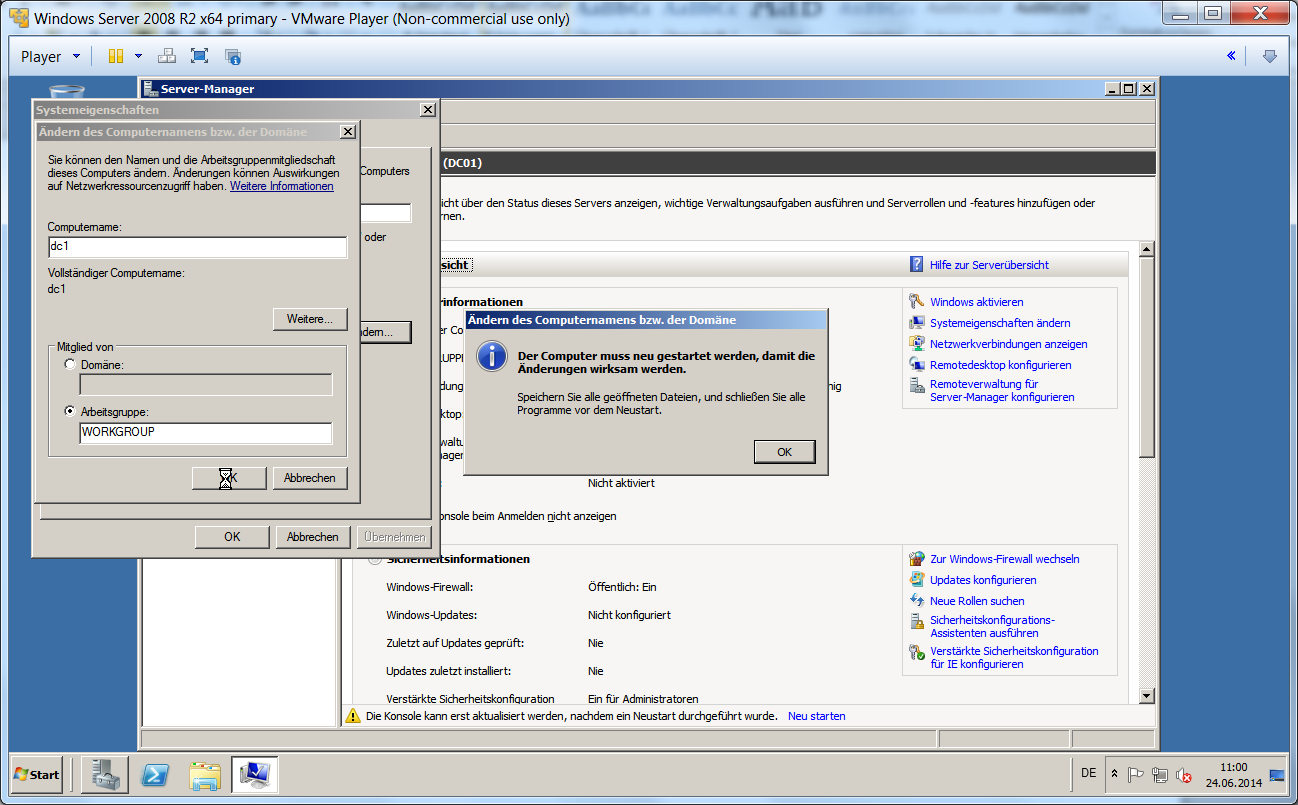 Windows Server 2008 R2 x64 primary - VMware Player (Non-commercial use only)
Player
Server-Manager
Systemeigenschaften
Ändern des Computernamens bzw. der Domäne
Sie können den Namen und die Arbeitsgruppenmitgliedschaft
dieses Computers ändern. Änderungen können Auswirkungen
auf Netzwerkressourcenzugriff haben. Weitere Informationen
Computername:
dc1
Vollständiger Computername:
dc1
Weitere...
Mitglied von
Domäne:
Arbeitsgruppe:
WORKGROUP
OK
Abbrechen
Computers
oder
dern...
OK
Abbrechen
Übernehmen
(DC01)
icht über den Status dieses Servers anzeigen, wichtige Verwaltungsaufgaben ausführen und Serverrollen und -features hinzufügen oder
rnen.
sicht
Hilfe zur Serverübersicht
rinformationen
er Co
RUPPI
dung
nig
ktop:
waltu
nager
Nicht aktiviert
onsole beim Anmelden nicht anzeigen
Windows aktivieren
Systemeigenschaften ändern
Netzwerkverbindungen anzeigen
Remotedesktop konfigurieren
Remoteverwaltung für
Server-Manager konfigurieren
Ändern des Computernamens bzw. der Domäne
Der Computer muss neu gestartet werden, damit die
Änderungen wirksam werden.
Speichern Sie alle geöffneten Dateien, und schließen Sie alle
Programme vor dem Neustart.
OK
Sicherheitsinformationen
Windows-Firewall: Öffentlich: Ein
Windows-Updates: Nicht konfiguriert
Zuletzt auf Updates geprüft: Nie
Updates zuletzt installiert: Nie
Verstärkte Sicherheitskonfiguration Ein für Administratoren
Zur Windows-Firewall wechseln
Updates konfigurieren
Neue Rollen suchen
Sicherheitskonfigurations-
Assistenten ausführen
Verstärkte Sicherheitskonfiguration
für IE konfigurieren
Die Konsole kann erst aktualisiert werden, nachdem ein Neustart durchgeführt wurde. Neu starten
Start
DE
11:00
24.06.2014